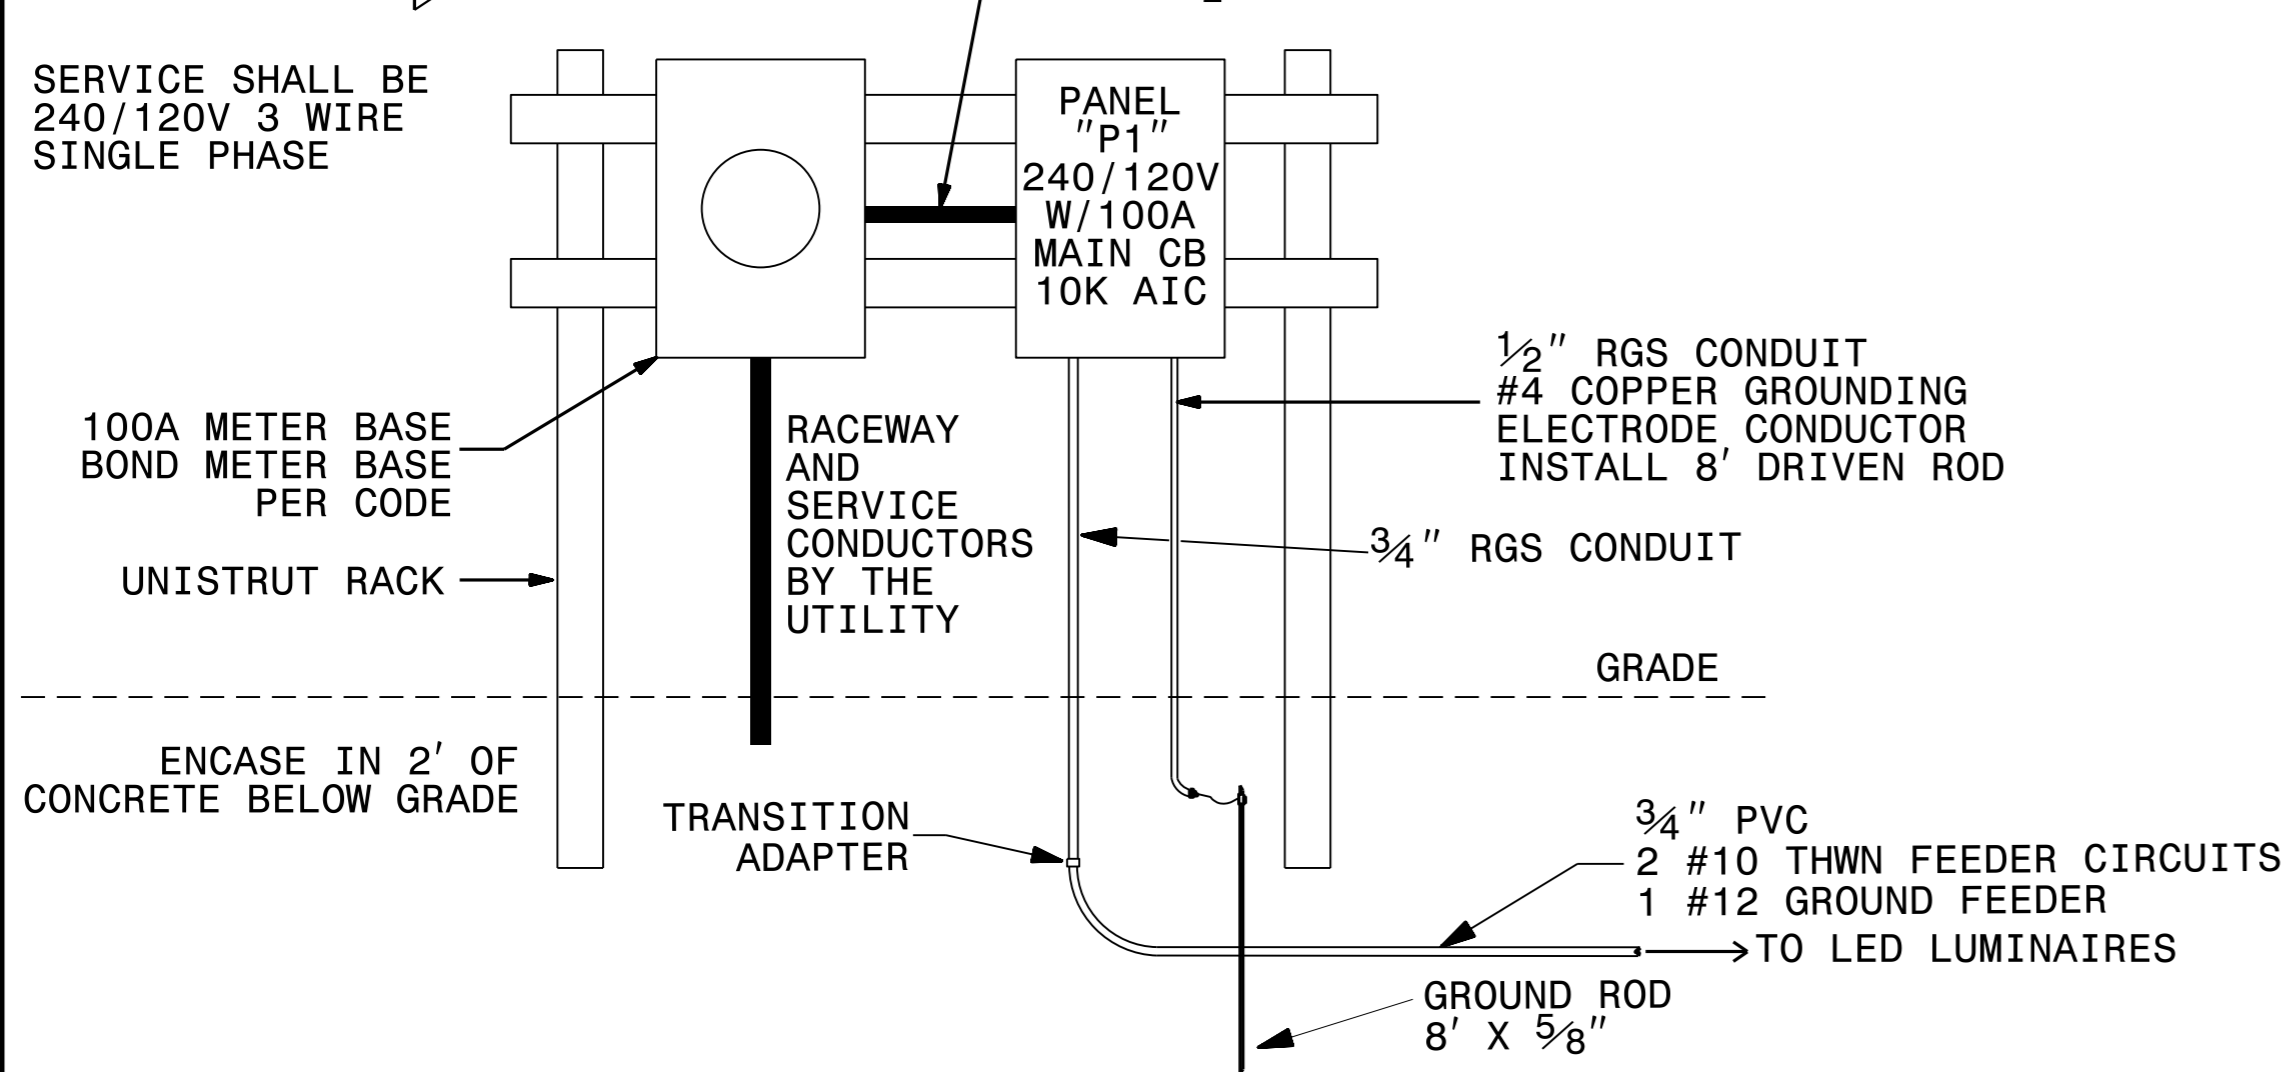 SERVICE SHALL BE
240/120V 3 WIRE
SINGLE PHASE
PANEL
"P1"
240/120V
W/100A
MAIN CB
10K AIC
100A METER BASE
BOND METER BASE
PER CODE
UNISTRUT RACK
RACEWAY
AND
SERVICE
CONDUCTORS
BY THE
UTILITY
1/2" RGS CONDUIT
#4 COPPER GROUNDING
ELECTRODE CONDUCTOR
INSTALL 8' DRIVEN ROD
3/4" RGS CONDUIT
GRADE
ENCASE IN 2' OF
CONCRETE BELOW GRADE
TRANSITION
ADAPTER
3/4" PVC
2 #10 THWN FEEDER CIRCUITS
1 #12 GROUND FEEDER
TO LED LUMINAIRES
GROUND ROD
8' X 5/8"